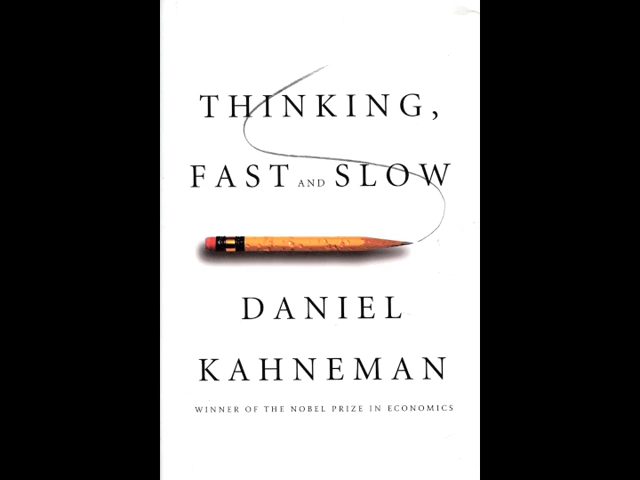 THINKING,
FAST AND SLOW
DANIEL
KAHNEMAN
WINNER OF THE NOBEL PRIZE IN ECONOMICS